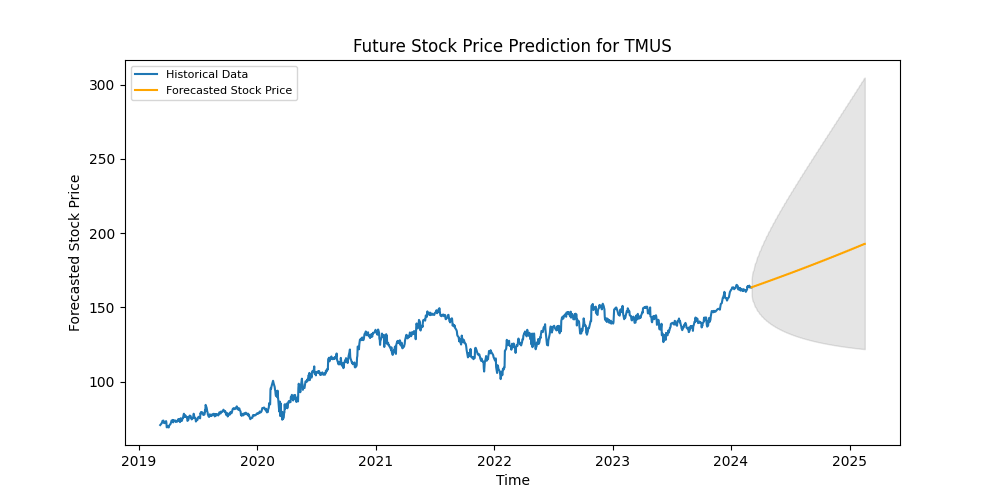 Future Stock Price Prediction for TMUS
Historical Data
Forecasted Stock Price
Forecasted Stock Price
300
250
200
150
100
2019 2020 2021 2022 2023 2024 2025
Time